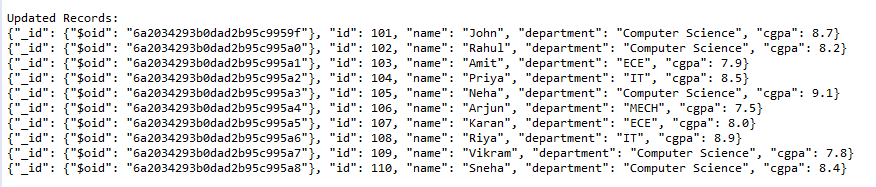 Updated Records:
{"_id": {"$oid": "6a2034293b0dad2b95c9959f"}, "id": 101, "name": "John", "department": "Computer Science", "cgpa": 8.7}
{"_id": {"$oid": "6a2034293b0dad2b95c995a0"}, "id": 102, "name": "Rahul", "department": "Computer Science", "cgpa": 8.2}
{"_id": {"$oid": "6a2034293b0dad2b95c995a1"}, "id": 103, "name": "Amit", "department": "ECE", "cgpa": 7.9}
{"_id": {"$oid": "6a2034293b0dad2b95c995a2"}, "id": 104, "name": "Priya", "department": "IT", "cgpa": 8.5}
{"_id": {"$oid": "6a2034293b0dad2b95c995a3"}, "id": 105, "name": "Neha", "department": "Computer Science", "cgpa": 9.1}
{"_id": {"$oid": "6a2034293b0dad2b95c995a4"}, "id": 106, "name": "Arjun", "department": "MECH", "cgpa": 7.5}
{"_id": {"$oid": "6a2034293b0dad2b95c995a5"}, "id": 107, "name": "Karan", "department": "ECE", "cgpa": 8.0}
{"_id": {"$oid": "6a2034293b0dad2b95c995a6"}, "id": 108, "name": "Riya", "department": "IT", "cgpa": 8.9}
{"_id": {"$oid": "6a2034293b0dad2b95c995a7"}, "id": 109, "name": "Vikram", "department": "Computer Science", "cgpa": 7.8}
{"_id": {"$oid": "6a2034293b0dad2b95c995a8"}, "id": 110, "name": "Sneha", "department": "Computer Science", "cgpa": 8.4}